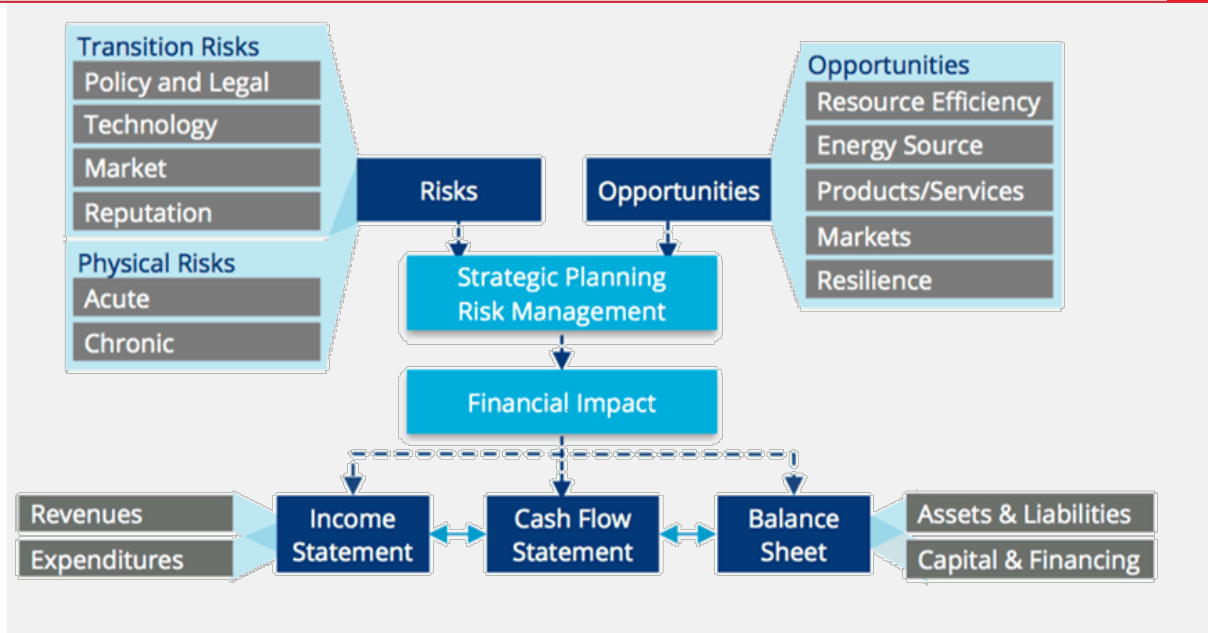 Transition Risks
Policy and Legal
Technology
Market
Reputation
Physical Risks
Acute
Chronic
Risks
Opportunities
Opportunities
Resource Efficiency
Energy Source
Products/Services
Markets
Resilience
Strategic Planning
Risk Management
Financial Impact
Revenues
Expenditures
Income
Statement
Cash Flow
Statement
Balance
Sheet
Assets & Liabilities
Capital & Financing